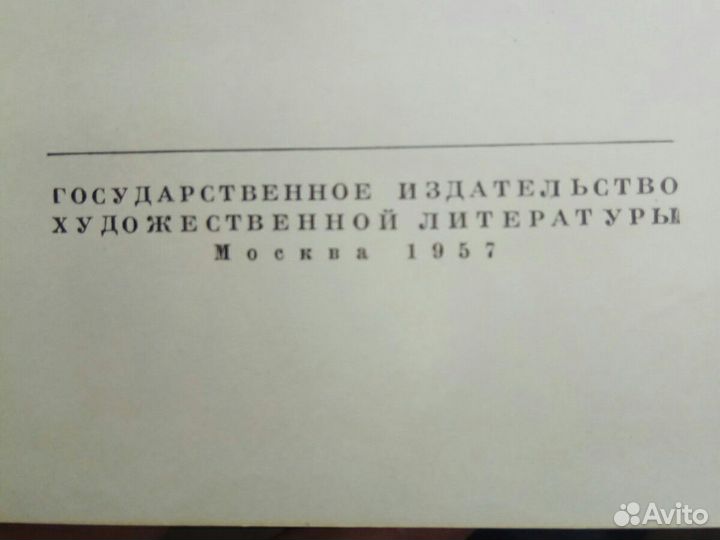 ГОСУДАРСТВЕННОЕ ИЗДАТЕЛЬСТВО
ХУДОЖЕСТВЕННОЙ ЛИТЕРАТУРЫ
Москва 1957
Avito